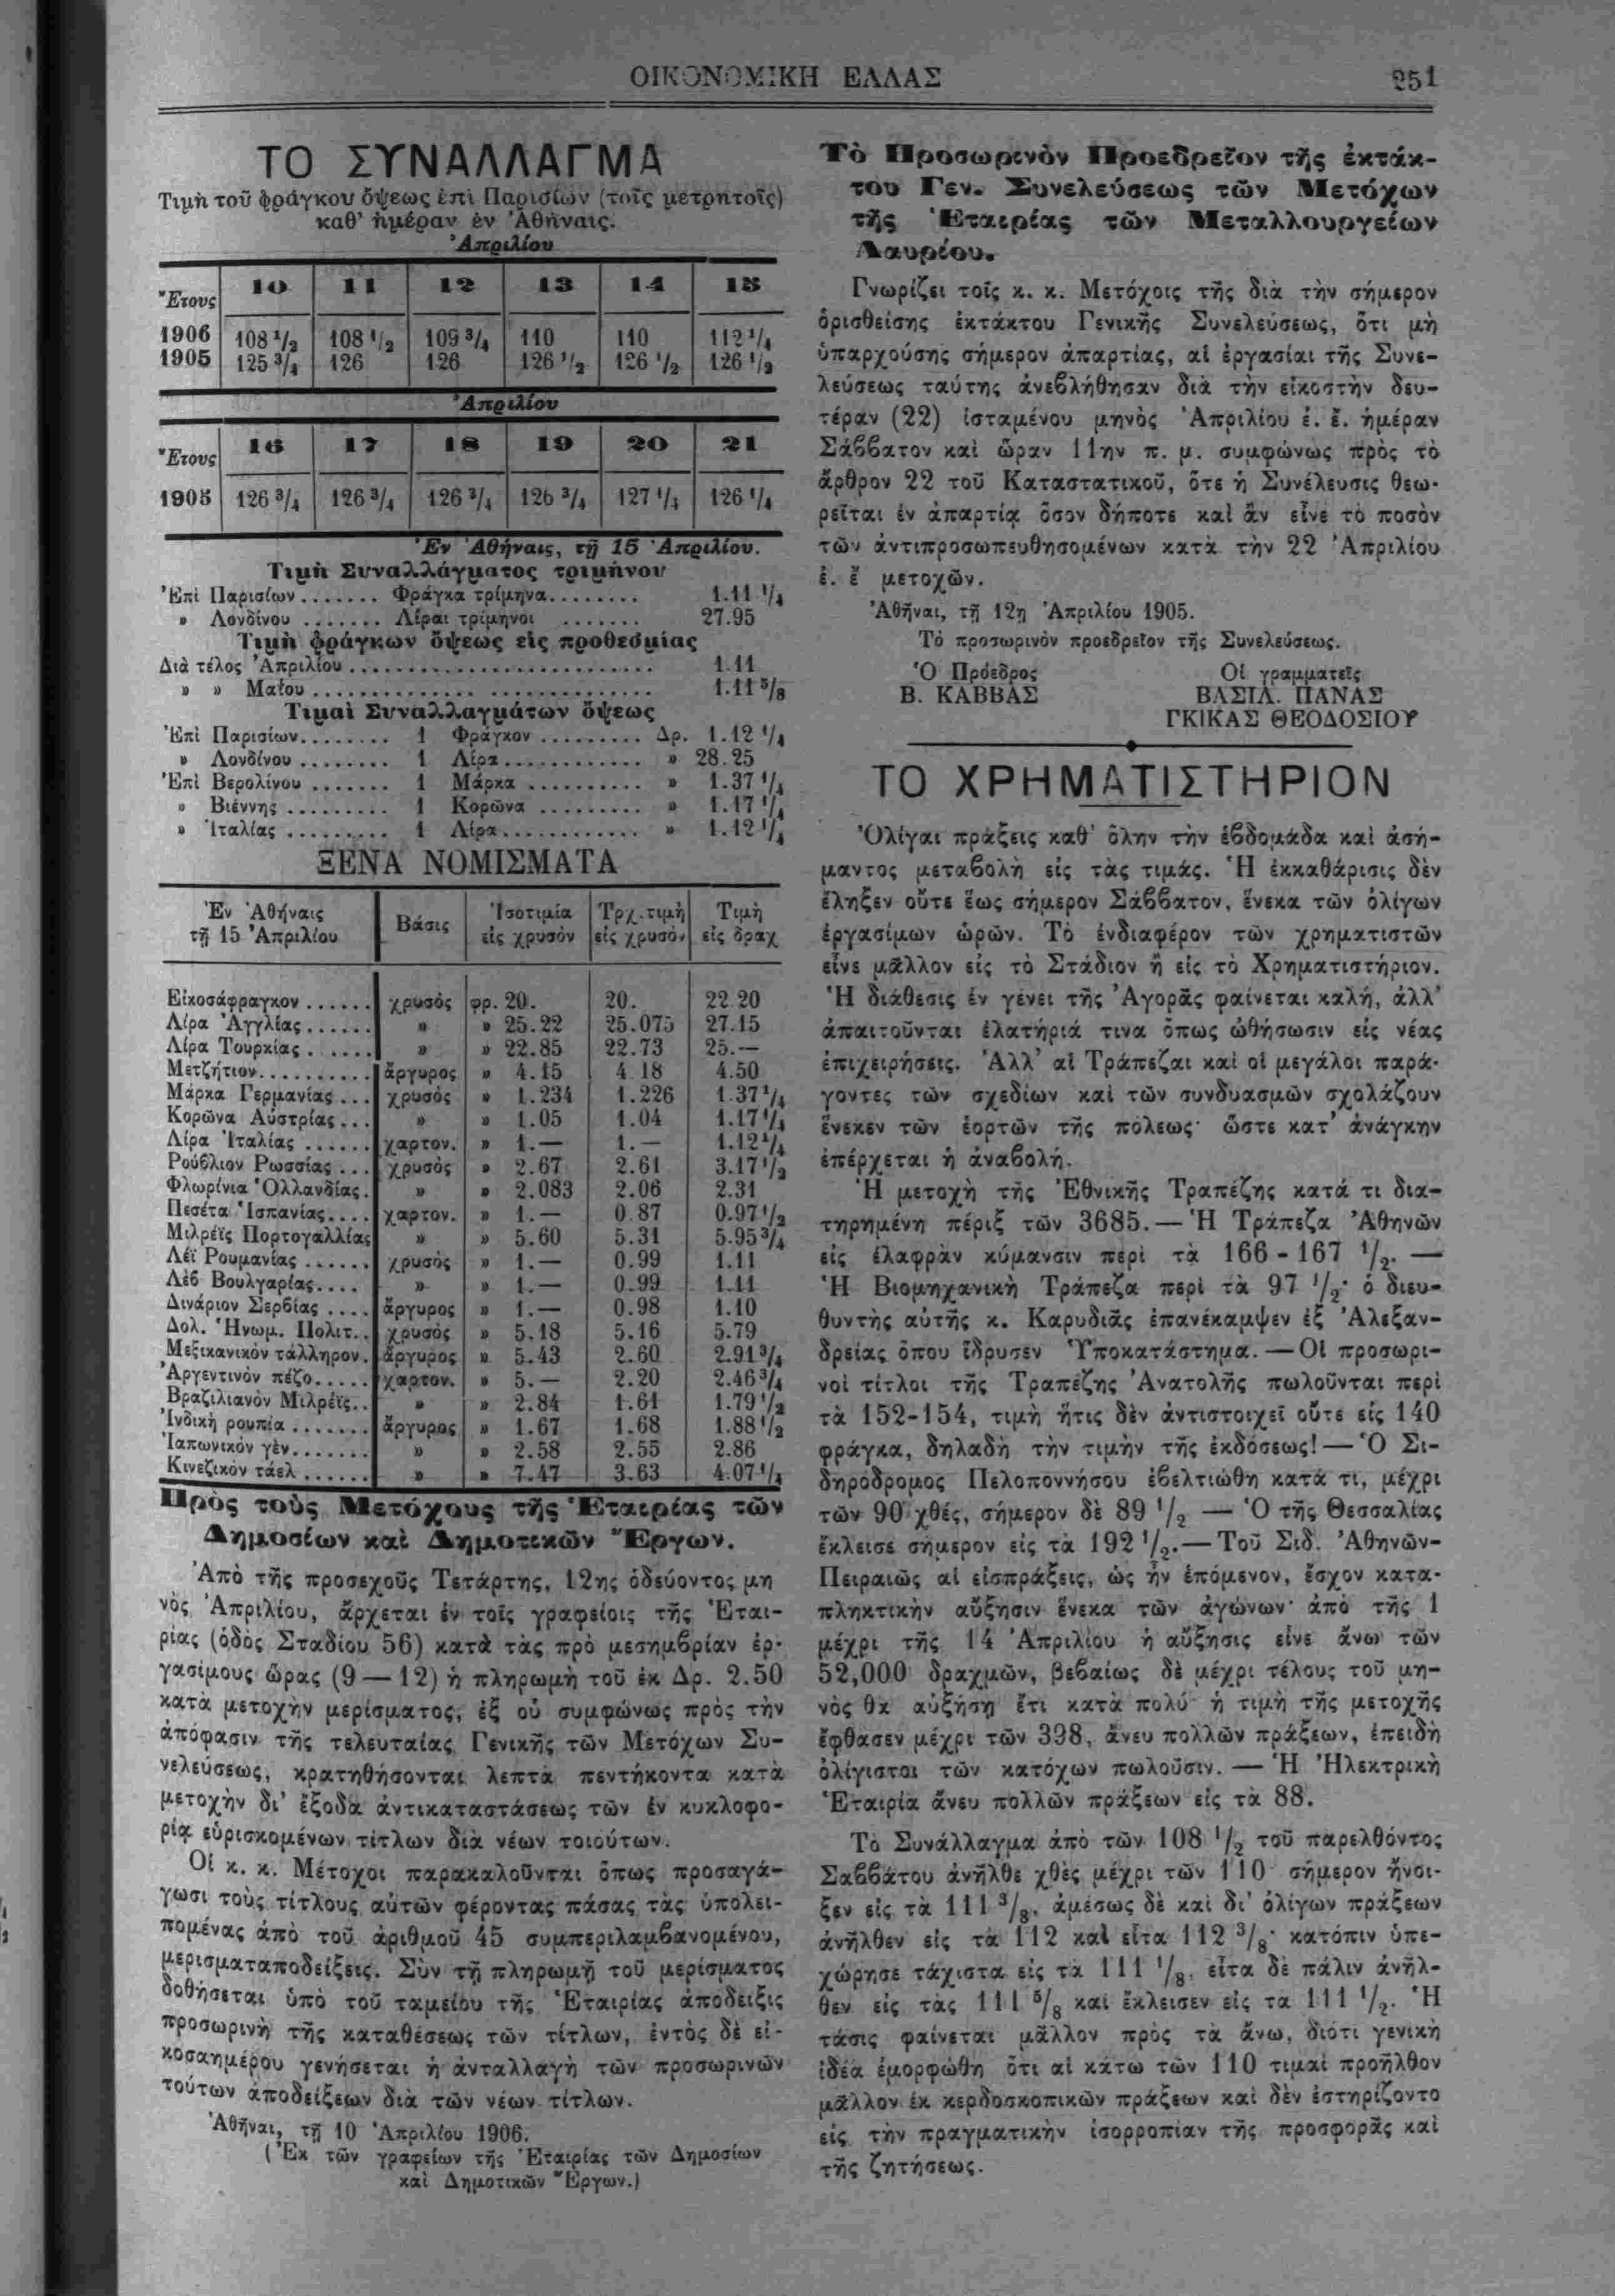 ΟΙΚΟΝΟΜΙΚΗ ΕΛΛΑΣ 251
ΤΟ ΣΥΝΑΛΛΑΓΜΑ
Τιμὴ τοῦ φράγκου ὄψεως ἐπὶ Παρισίων (τοῖς μετρητοῖς)
καθ' ἡμέραν ἐν Ἀθήναις.
Ἀπριλίου
Ἔτους 10 11 12 13 14 15
1906 108 1/2 108 1/2 109 3/4 110 110 112 1/4
1905 125 3/4 126 126 126 1/2 126 1/2 126 1/2
Ἀπριλίου
Ἔτους 16 17 18 19 20 21
1905 126 3/4 126 3/4 126 3/4 126 3/4 127 1/4 126 1/4
Ἐν Ἀθήναις, τῇ 15 Ἀπριλίου.
Τιμὴ Συναλλάγματος τριμήνου
Ἐπὶ Παρισίων ....... Φράγκα τρίμηνα ........ 1.11 1/4
» Λονδίνου ....... Λίραι τρίμηνοι ....... 27.95
Τιμὴ φράγκων ὄψεως εἰς προθεσμίας
Διὰ τέλος Ἀπριλίου ............................ 1.11
» » Μαΐου ............................ 1.11 5/8
Τιμαὶ Συναλλαγμάτων ὄψεως
Ἐπὶ Παρισίων ........ 1 Φράγκον ......... Δρ. 1.12 1/4
» Λονδίνου ........ 1 Λίρα ............ » 28.25
Ἐπὶ Βερολίνου ....... 1 Μάρκα .......... » 1.37 1/4
» Βιέννης ......... 1 Κορῶνα ......... » 1.17 1/4
» Ἰταλίας ......... 1 Λίρα ............ » 1.12 1/4
ΞΕΝΑ ΝΟΜΙΣΜΑΤΑ
Ἐν Ἀθήναις Βάσις Ἰσοτιμία Τρχ. τιμὴ Τιμὴ
τῇ 15 Ἀπριλίου εἰς χρυσὸν εἰς χρυσὸν εἰς δραχ
Εἰκοσάφραγκον ...... χρυσὸς φρ. 20. 20. 22 20
Λίρα Ἀγγλίας ...... » » 25.22 25.075 27.15
Λίρα Τουρκίας ...... » » 22.85 22.73 25.—
Μετζήτιον .......... ἄργυρος » 4.15 4 18 4.50
Μάρκα Γερμανίας ... χρυσὸς » 1.234 1.226 1.37 1/4
Κορῶνα Αὐστρίας ... » » 1.05 1.04 1.17 1/4
Λίρα Ἰταλίας ...... χαρτον. » 1.— 1.— 1.12 1/4
Ρούβλιον Ρωσσίας ... χρυσὸς » 2.67 2.61 3.17 1/2
Φλωρίνια Ὁλλανδίας. » » 2.083 2.06 2.31
Πεσέτα Ἰσπανίας.... χαρτον. » 1.— 0.87 0.97 1/2
Μιλρέϊς Πορτογαλλίας » » 5.60 5.31 5.95 3/4
Λέϊ Ρουμανίας ...... χρυσὸς » 1.— 0.99 1.11
Λὲβ Βουλγαρίας.... » » 1.— 0.99 1.11
Δινάριον Σερβίας .... ἄργυρος » 1.— 0.98 1.10
Δολ. Ἡνωμ. Πολιτ.. χρυσὸς » 5.18 5.16 5.79
Μεξικανικὸν τάλληρον. ἄργυρος » 5.43 2.60 2.91 3/4
Ἀργεντινὸν πέζο..... χαρτον. » 5.— 2.20 2.46 3/4
Βραζιλιανὸν Μιλρέϊς.. » » 2.84 1.61 1.79 1/2
Ἰνδικὴ ρουπία ....... ἄργυρος » 1.67 1.68 1.88 1/2
Ἰαπωνικὸν γὲν....... » » 2.58 2.55 2.86
Κινεζικὸν τάελ ...... » » 7.47 3.63 4.07 1/4
Πρὸς τοὺς Μετόχους τῆς Ἑταιρίας τῶν
Δημοσίων καὶ Δημοτικῶν Ἔργων.
Ἀπὸ τῆς προσεχοῦς Τετάρτης, 12ης ὁδεύοντος μη
νὸς Ἀπριλίου, ἄρχεται ἐν τοῖς γραφείοις τῆς Ἑται-
ρίας (ὁδὸς Σταδίου 56) κατὰ τὰς πρὸ μεσημβρίαν ἐρ-
γασίμους ὥρας (9 — 12) ἡ πληρωμὴ τοῦ ἐκ Δρ. 2.50
κατὰ μετοχὴν μερίσματος, ἐξ οὗ συμφώνως πρὸς τὴν
ἀπόφασιν τῆς τελευταίας Γενικῆς τῶν Μετόχων Συ-
νελεύσεως, κρατηθήσονται λεπτὰ πεντήκοντα κατὰ
μετοχὴν δι' ἔξοδα ἀντικαταστάσεως τῶν ἐν κυκλοφο-
ρίᾳ εὑρισκομένων τίτλων διὰ νέων τοιούτων.
Οἱ κ. κ. Μέτοχοι παρακαλοῦνται ὅπως προσαγά-
γωσι τοὺς τίτλους αὑτῶν φέροντας πάσας τὰς ὑπολει-
πομένας ἀπὸ τοῦ ἀριθμοῦ 45 συμπεριλαμβανομένου,
μερισματαποδείξεις. Σὺν τῇ πληρωμῇ τοῦ μερίσματος
δοθήσεται ὑπὸ τοῦ ταμείου τῆς Ἑταιρίας ἀπόδειξις
προσωρινὴ τῆς καταθέσεως τῶν τίτλων, ἐντὸς δὲ εἰ-
κοσαημέρου γενήσεται ἡ ἀνταλλαγὴ τῶν προσωρινῶν
τούτων ἀποδείξεων διὰ τῶν νέων τίτλων.
Ἀθῆναι, τῇ 10 Ἀπριλίου 1906.
(Ἐκ τῶν γραφείων τῆς Ἑταιρίας τῶν Δημοσίων
καὶ Δημοτικῶν Ἔργων.)
Τὸ Προσωρινὸν Προεδρεῖον τῆς ἐκτάκ-
του Γεν. Συνελεύσεως τῶν Μετόχων
τῆς Ἑταιρίας τῶν Μεταλλουργείων
Λαυρίου.
Γνωρίζει τοῖς κ. κ. Μετόχοις τῆς διὰ τὴν σήμερον
ὁρισθείσης ἐκτάκτου Γενικῆς Συνελεύσεως, ὅτι μὴ
ὑπαρχούσης σήμερον ἀπαρτίας, αἱ ἐργασίαι τῆς Συνε-
λεύσεως ταύτης ἀνεβλήθησαν διὰ τὴν εἰκοστὴν δευ-
τέραν (22) ἱσταμένου μηνὸς Ἀπριλίου ἐ. ἔ. ἡμέραν
Σάββατον καὶ ὥραν 11ην π. μ. συμφώνως πρὸς τὸ
ἄρθρον 22 τοῦ Καταστατικοῦ, ὅτε ἡ Συνέλευσις θεω-
ρεῖται ἐν ἀπαρτίᾳ ὅσον δήποτε καὶ ἂν εἶνε τὸ ποσὸν
τῶν ἀντιπροσωπευθησομένων κατὰ τὴν 22 Ἀπριλίου
ἐ. ἔ μετοχῶν.
Ἀθῆναι, τῇ 12ῃ Ἀπριλίου 1905.
Τὸ προσωρινὸν προεδρεῖον τῆς Συνελεύσεως.
Ὁ Πρόεδρος Οἱ γραμματεῖς
Β. ΚΑΒΒΑΣ ΒΑΣΙΛ. ΠΑΝΑΣ
ΓΚΙΚΑΣ ΘΕΟΔΟΣΙΟΥ
ΤΟ ΧΡΗΜΑΤΙΣΤΗΡΙΟΝ
Ὀλίγαι πράξεις καθ' ὅλην τὴν ἑβδομάδα καὶ ἀσή-
μαντος μεταβολὴ εἰς τὰς τιμάς. Ἡ ἐκκαθάρισις δὲν
ἔληξεν οὔτε ἕως σήμερον Σάββατον, ἕνεκα τῶν ὀλίγων
ἐργασίμων ὡρῶν. Τὸ ἐνδιαφέρον τῶν χρηματιστῶν
εἶνε μᾶλλον εἰς τὸ Στάδιον ἢ εἰς τὸ Χρηματιστήριον.
Ἡ διάθεσις ἐν γένει τῆς Ἀγορᾶς φαίνεται καλή, ἀλλ'
ἀπαιτοῦνται ἐλατήριά τινα ὅπως ὠθήσωσιν εἰς νέας
ἐπιχειρήσεις. Ἀλλ' αἱ Τράπεζαι καὶ οἱ μεγάλοι παρά-
γοντες τῶν σχεδίων καὶ τῶν συνδυασμῶν σχολάζουν
ἕνεκεν τῶν ἑορτῶν τῆς πόλεως· ὥστε κατ' ἀνάγκην
ἐπέρχεται ἡ ἀναβολή.
Ἡ μετοχὴ τῆς Ἐθνικῆς Τραπέζης κατά τι δια-
τηρημένη πέριξ τῶν 3685.— Ἡ Τράπεζα Ἀθηνῶν
εἰς ἐλαφρὰν κύμανσιν περὶ τὰ 166 - 167 1/2. —
Ἡ Βιομηχανικὴ Τράπεζα περὶ τὰ 97 1/2· ὁ διευ-
θυντὴς αὐτῆς κ. Καρυδιᾶς ἐπανέκαμψεν ἐξ Ἀλεξαν-
δρείας ὅπου ἵδρυσεν Ὑποκατάστημα. — Οἱ προσωρι-
νοὶ τίτλοι τῆς Τραπέζης Ἀνατολῆς πωλοῦνται περὶ
τὰ 152-154, τιμὴ ἥτις δὲν ἀντιστοιχεῖ οὔτε εἰς 140
φράγκα, δηλαδὴ τὴν τιμὴν τῆς ἐκδόσεως! — Ὁ Σι-
δηρόδρομος Πελοποννήσου ἐβελτιώθη κατά τι, μέχρι
τῶν 90 χθές, σήμερον δὲ 89 1/2 — Ὁ τῆς Θεσσαλίας
ἔκλεισε σήμερον εἰς τὰ 192 1/2.— Τοῦ Σιδ. Ἀθηνῶν-
Πειραιῶς αἱ εἰσπράξεις, ὡς ἦν ἑπόμενον, ἔσχον κατα-
πληκτικὴν αὔξησιν ἕνεκα τῶν ἀγώνων· ἀπὸ τῆς 1
μέχρι τῆς 14 Ἀπριλίου ἡ αὔξησις εἶνε ἄνω τῶν
52,000 δραχμῶν, βεβαίως δὲ μέχρι τέλους τοῦ μη-
νὸς θὰ αὐξήσῃ ἔτι κατὰ πολύ· ἡ τιμὴ τῆς μετοχῆς
ἔφθασεν μέχρι τῶν 398, ἄνευ πολλῶν πράξεων, ἐπειδὴ
ὀλίγιστοι τῶν κατόχων πωλοῦσιν. — Ἡ Ἠλεκτρικὴ
Ἑταιρία ἄνευ πολλῶν πράξεων εἰς τὰ 88.
Τὸ Συνάλλαγμα ἀπὸ τῶν 108 1/2 τοῦ παρελθόντος
Σαββάτου ἀνῆλθε χθὲς μέχρι τῶν 110 σήμερον ἤνοι-
ξεν εἰς τὰ 111 3/8, ἀμέσως δὲ καὶ δι' ὀλίγων πράξεων
ἀνῆλθεν εἰς τὰ 112 καὶ εἶτα 112 3/8· κατόπιν ὑπε-
χώρησε τάχιστα εἰς τὰ 111 1/8, εἶτα δὲ πάλιν ἀνῆλ-
θεν εἰς τὰς 111 5/8 καὶ ἔκλεισεν εἰς τα 111 1/2. Ἡ
τάσις φαίνεται μᾶλλον πρὸς τὰ ἄνω, διότι γενικὴ
ἰδέα ἐμορφώθη ὅτι αἱ κάτω τῶν 110 τιμαὶ προῆλθον
μᾶλλον ἐκ κερδοσκοπικῶν πράξεων καὶ δὲν ἐστηρίζοντο
εἰς τὴν πραγματικὴν ἰσορροπίαν τῆς προσφορᾶς καὶ
τῆς ζητήσεως.